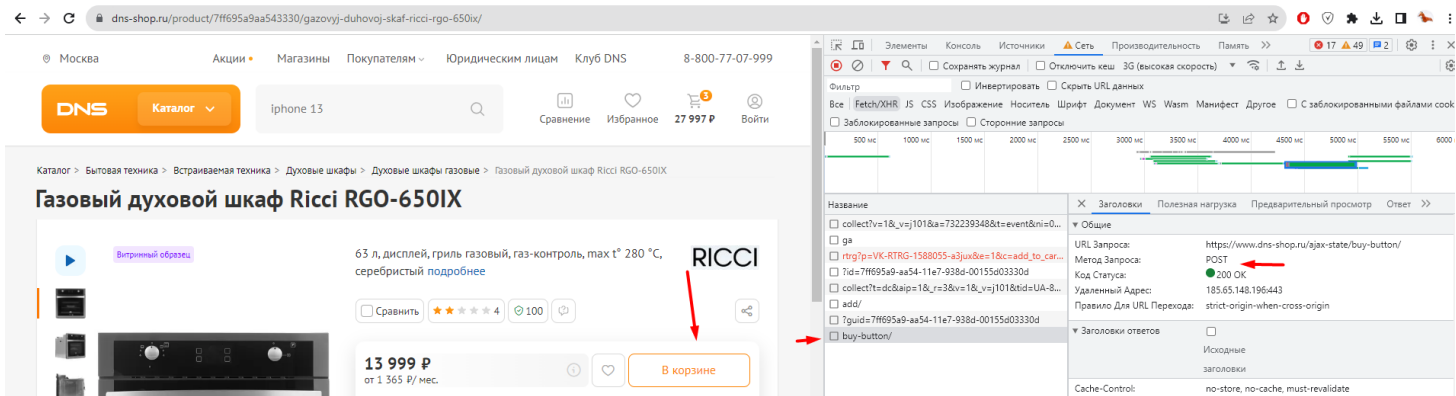 dns-shop.ru/product/7ff695a9aa543330/gazovyj-duhovoj-skaf-ricci-rgo-650ix/
Москва
Акции
Магазины
Покупателям
Юридическим лицам
Клуб DNS
8-800-77-07-999
DNS
Каталог
iphone 13
Сравнение
Избранное
3
27 997 ₽
Войти
Каталог > Бытовая техника > Встраиваемая техника > Духовые шкафы > Духовые шкафы газовые > Газовый духовой шкаф Ricci RGO-650IX
Газовый духовой шкаф Ricci RGO-650IX
Витринный образец
63 л, дисплей, гриль газовый, газ-контроль, max t° 280 °C,
серебристый подробнее
RICCI
Сравнить
4
100
13 999 ₽
от 1 365 ₽/ мес.
В корзине
Элементы
Консоль
Источники
Сеть
Производительность
Память
17
49
2
Сохранять журнал
Отключить кеш
3G (высокая скорость)
Фильтр
Инвертировать
Скрыть URL данных
Все
Fetch/XHR
JS
CSS
Изображение
Носитель
Шрифт
Документ
WS
Wasm
Манифест
Другое
С заблокированными файлами cook
Заблокированные запросы
Сторонние запросы
500 мс
1000 мс
1500 мс
2000 мс
2500 мс
3000 мс
3500 мс
4000 мс
4500 мс
5000 мс
5500 мс
6000
Название
collect?v=1&_v=j101&a=732239348&t=event&ni=0...
ga
rtrg?p=VK-RTRG-1588055-a3jux&e=1&c=add_to_car...
?id=7ff695a9-aa54-11e7-938d-00155d03330d
collect?t=dc&aip=1&_r=3&v=1&_v=j101&tid=UA-8...
add/
?guid=7ff695a9-aa54-11e7-938d-00155d03330d
buy-button/
Заголовки
Полезная нагрузка
Предварительный просмотр
Ответ
Общие
URL Запроса: https://www.dns-shop.ru/ajax-state/buy-button/
Метод Запроса: POST
Код Статуса: 200 OK
Удаленный Адрес: 185.65.148.196:443
Правило Для URL Перехода: strict-origin-when-cross-origin
Заголовки ответов
Исходные
заголовки
Cache-Control: no-store, no-cache, must-revalidate